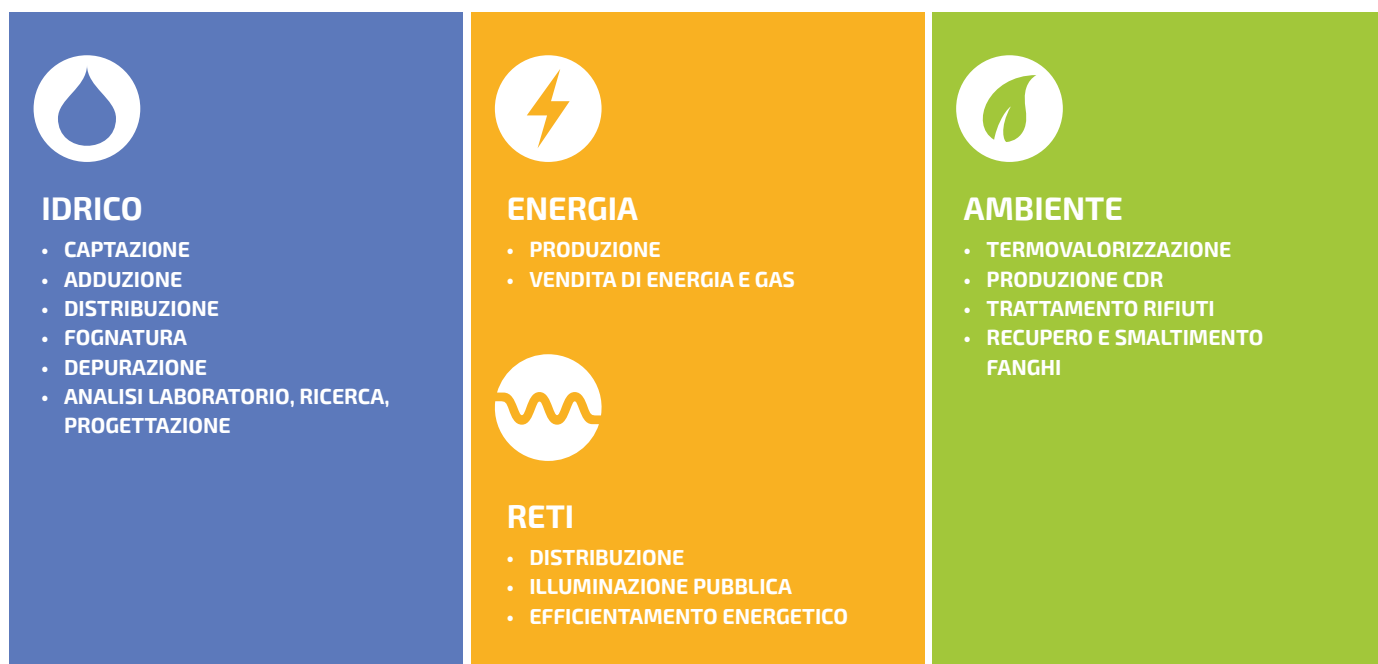 IDRICO
• CAPTAZIONE
• ADDUZIONE
• DISTRIBUZIONE
• FOGNATURA
• DEPURAZIONE
• ANALISI LABORATORIO, RICERCA,
PROGETTAZIONE
ENERGIA
• PRODUZIONE
• VENDITA DI ENERGIA E GAS
RETI
• DISTRIBUZIONE
• ILLUMINAZIONE PUBBLICA
• EFFICIENTAMENTO ENERGETICO
AMBIENTE
• TERMOVALORIZZAZIONE
• PRODUZIONE CDR
• TRATTAMENTO RIFIUTI
• RECUPERO E SMALTIMENTO
FANGHI